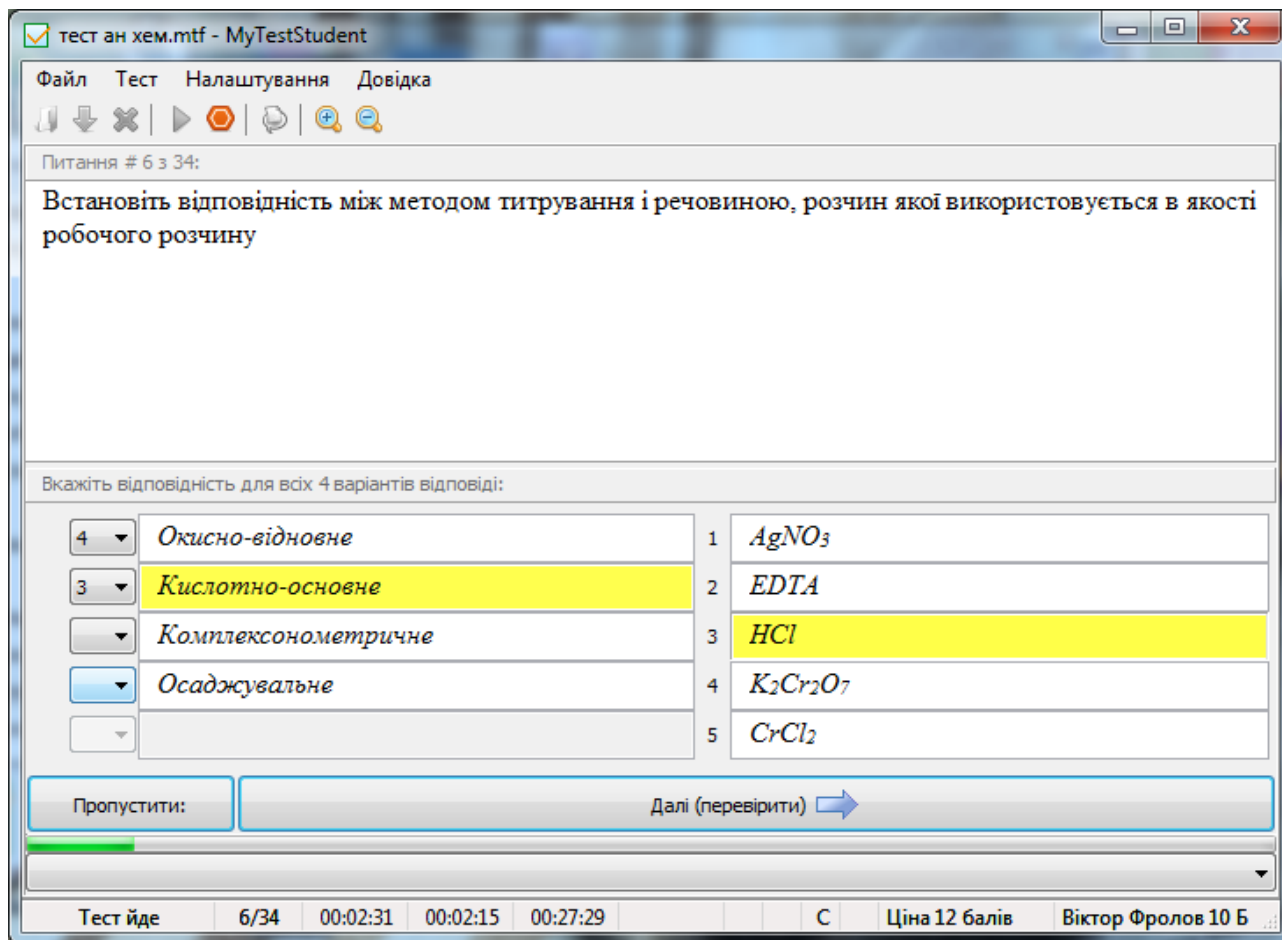 тест ан хем.mtf - MyTestStudent
Файл Тест Налаштування Довідка
Питання # 6 з 34:
Встановіть відповідність між методом титрування і речовиною, розчин якої використовується в якості
робочого розчину
Вкажіть відповідність для всіх 4 варіантів відповіді:
4 Окисно-відновне 1 AgNO3
3 Кислотно-основне 2 EDTA
Комплексонометричне 3 HCl
Осаджувальне 4 K2Cr2O7
5 CrCl2
Пропустити: Далі (перевірити)
Тест йде 6/34 00:02:31 00:02:15 00:27:29 С Ціна 12 балів Віктор Фролов 10 Б